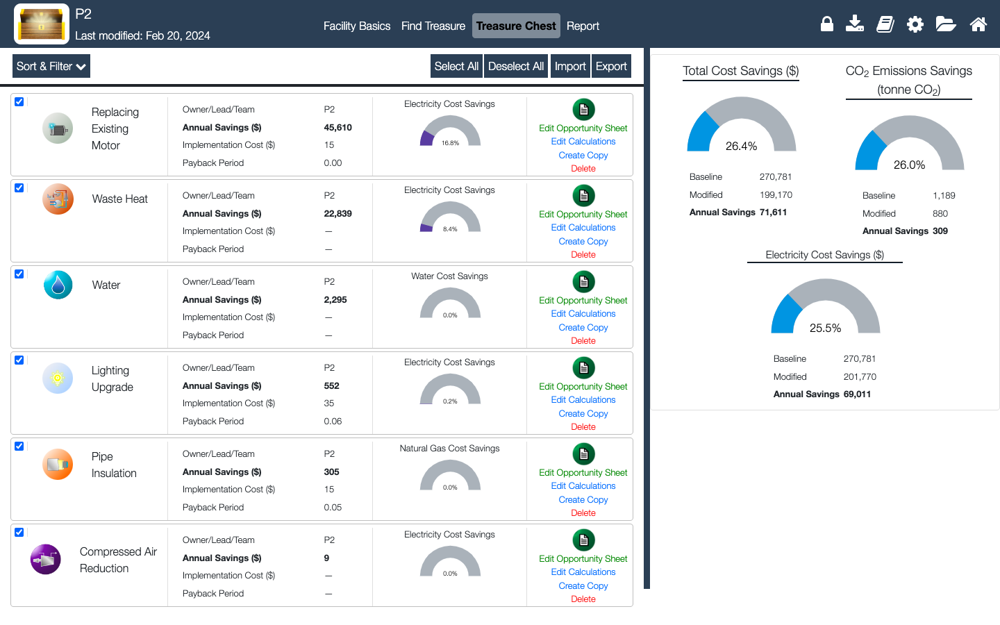 P2
Last modified: Feb 20, 2024
Facility Basics Find Treasure Treasure Chest Report
Sort & Filter
Select All Deselect All Import Export
Replacing
Existing
Motor
Owner/Lead/Team P2
Annual Savings ($) 45,610
Implementation Cost ($) 15
Payback Period 0.00
Electricity Cost Savings
16.8%
Edit Opportunity Sheet
Edit Calculations
Create Copy
Delete
Waste Heat
Owner/Lead/Team P2
Annual Savings ($) 22,839
Implementation Cost ($) —
Payback Period —
Electricity Cost Savings
8.4%
Edit Opportunity Sheet
Edit Calculations
Create Copy
Delete
Water
Owner/Lead/Team P2
Annual Savings ($) 2,295
Implementation Cost ($) —
Payback Period —
Water Cost Savings
0.0%
Edit Opportunity Sheet
Edit Calculations
Create Copy
Delete
Lighting
Upgrade
Owner/Lead/Team P2
Annual Savings ($) 552
Implementation Cost ($) 35
Payback Period 0.06
Electricity Cost Savings
0.2%
Edit Opportunity Sheet
Edit Calculations
Create Copy
Delete
Pipe
Insulation
Owner/Lead/Team P2
Annual Savings ($) 305
Implementation Cost ($) 15
Payback Period 0.05
Natural Gas Cost Savings
0.0%
Edit Opportunity Sheet
Edit Calculations
Create Copy
Delete
Compressed Air
Reduction
Owner/Lead/Team P2
Annual Savings ($) 9
Implementation Cost ($) —
Payback Period —
Electricity Cost Savings
0.0%
Edit Opportunity Sheet
Edit Calculations
Create Copy
Delete
Total Cost Savings ($)
26.4%
Baseline 270,781
Modified 199,170
Annual Savings 71,611
CO₂ Emissions Savings
(tonne CO₂)
26.0%
Baseline 1,189
Modified 880
Annual Savings 309
Electricity Cost Savings ($)
25.5%
Baseline 270,781
Modified 201,770
Annual Savings 69,011